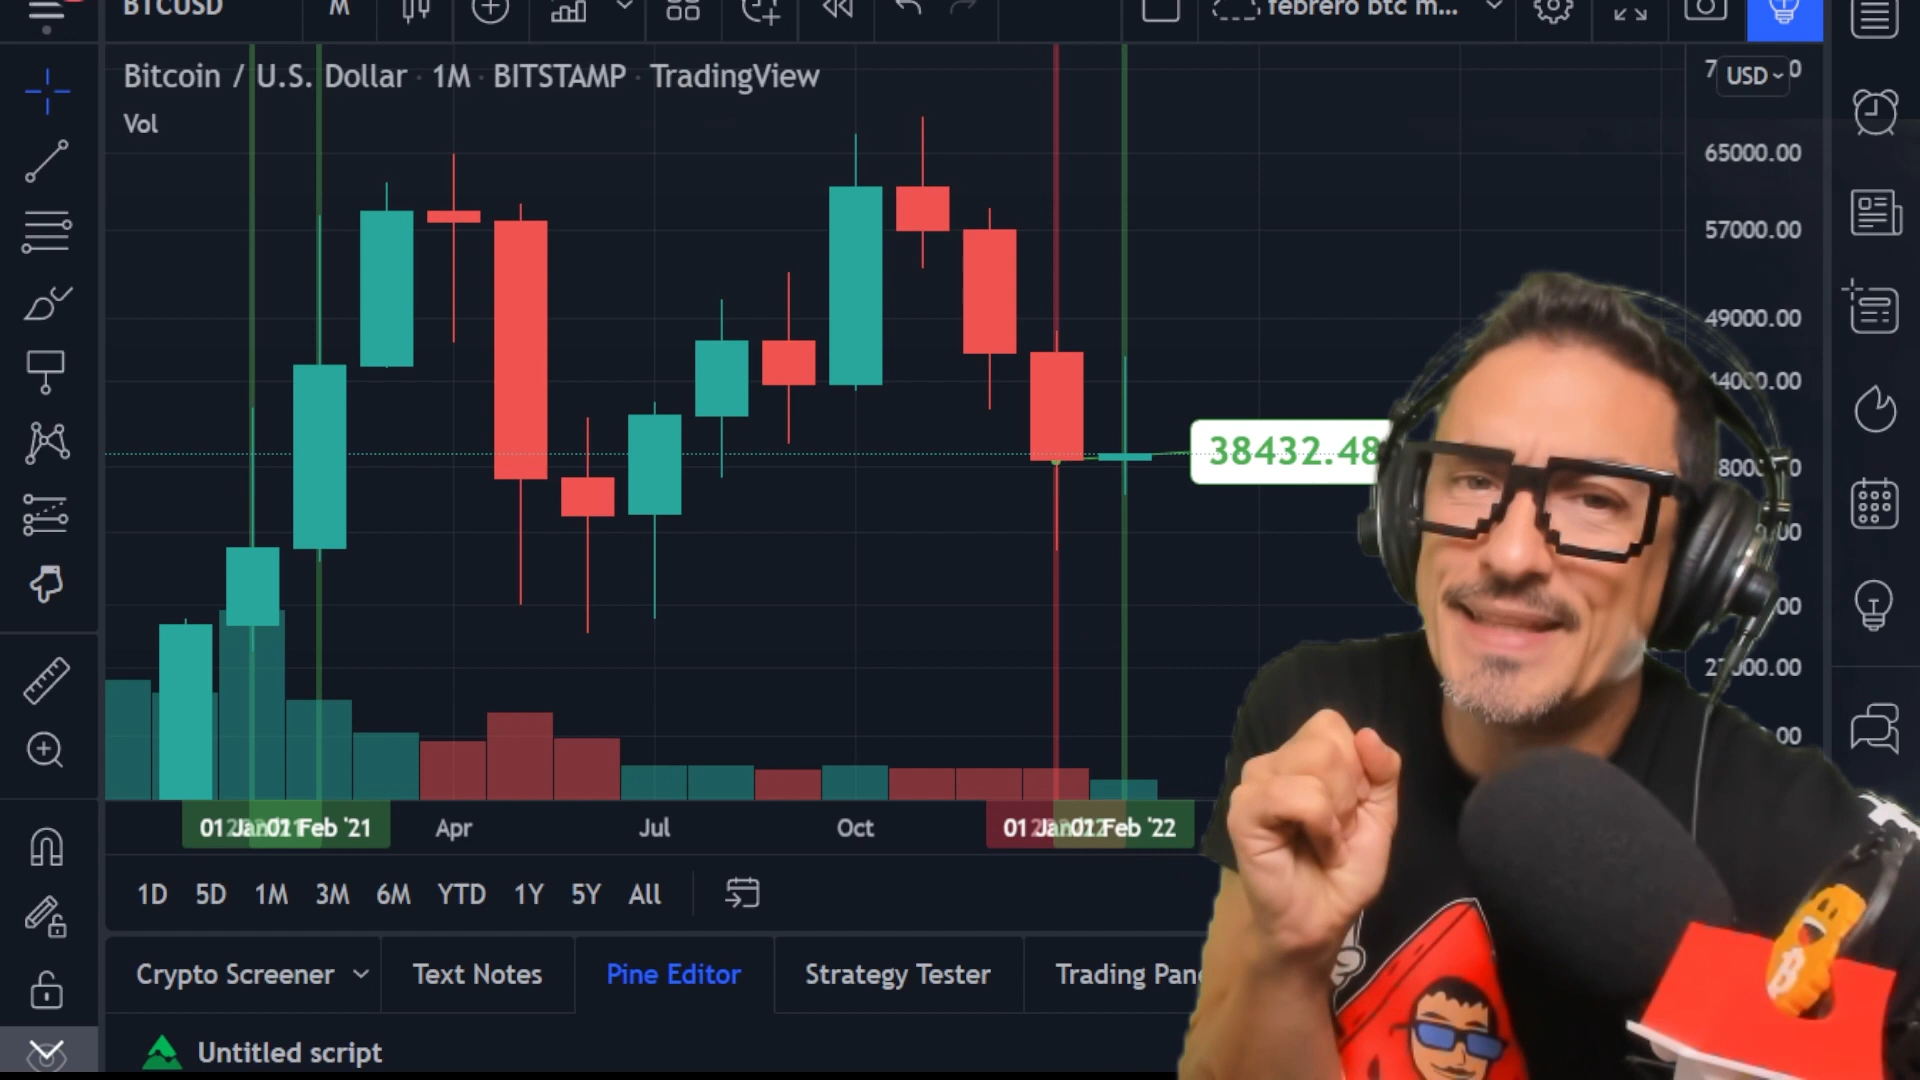 BTCUSD M febrero btc m...
Bitcoin / U.S. Dollar · 1M · BITSTAMP · TradingView
USD
Vol
65000.00
57000.00
49000.00
38432.48
Feb '21 Apr Jul Oct Feb '22
1D 5D 1M 3M 6M YTD 1Y 5Y All
Crypto Screener Text Notes Pine Editor Strategy Tester Trading
Untitled script